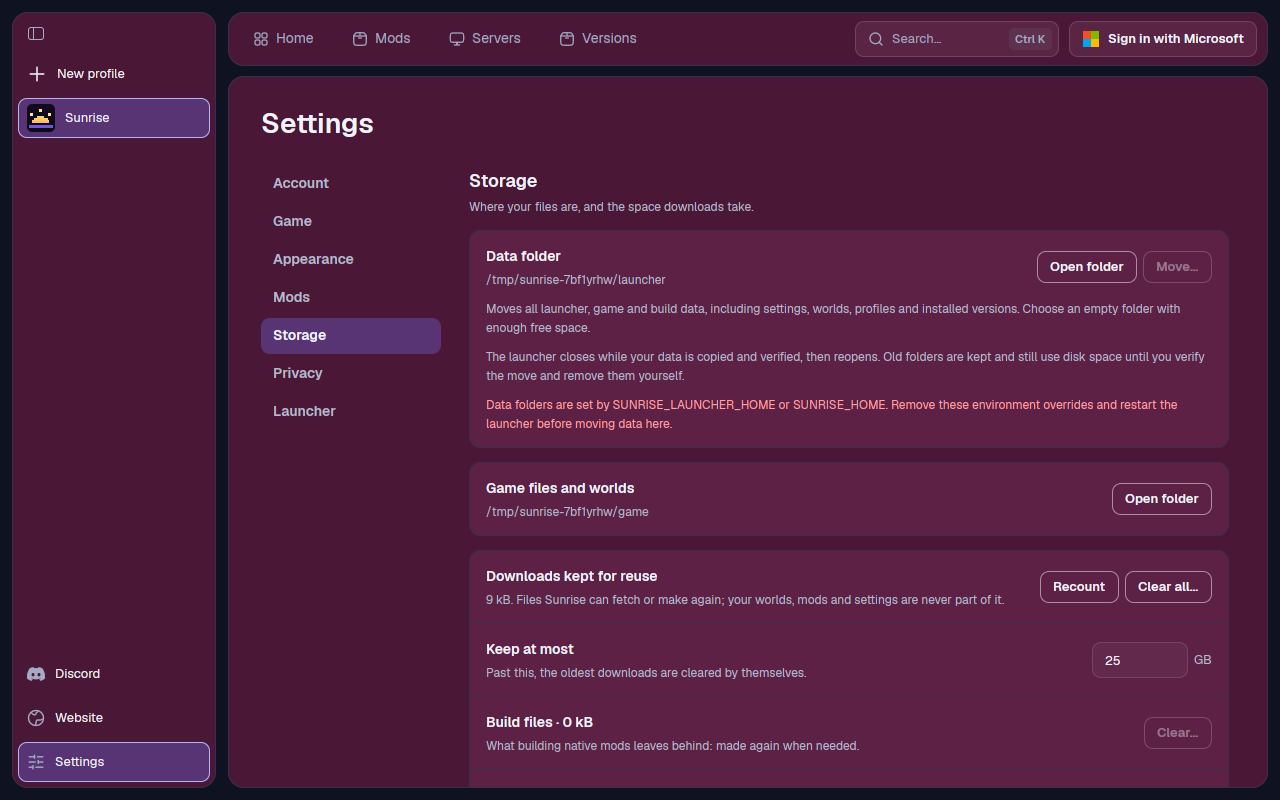 New profile
Sunrise
Discord
Website
Settings
Home
Mods
Servers
Versions
Search...
Ctrl K
Sign in with Microsoft
Settings
Account
Game
Appearance
Mods
Storage
Privacy
Launcher
Storage
Where your files are, and the space downloads take.
Data folder
/tmp/sunrise-7bf1yrhw/launcher
Open folder
Move...
Moves all launcher, game and build data, including settings, worlds, profiles and installed versions. Choose an empty folder with
enough free space.
The launcher closes while your data is copied and verified, then reopens. Old folders are kept and still use disk space until you verify
the move and remove them yourself.
Data folders are set by SUNRISE_LAUNCHER_HOME or SUNRISE_HOME. Remove these environment overrides and restart the
launcher before moving data here.
Game files and worlds
/tmp/sunrise-7bf1yrhw/game
Open folder
Downloads kept for reuse
9 kB. Files Sunrise can fetch or make again; your worlds, mods and settings are never part of it.
Recount
Clear all...
Keep at most
Past this, the oldest downloads are cleared by themselves.
25
GB
Build files · 0 kB
What building native mods leaves behind: made again when needed.
Clear...